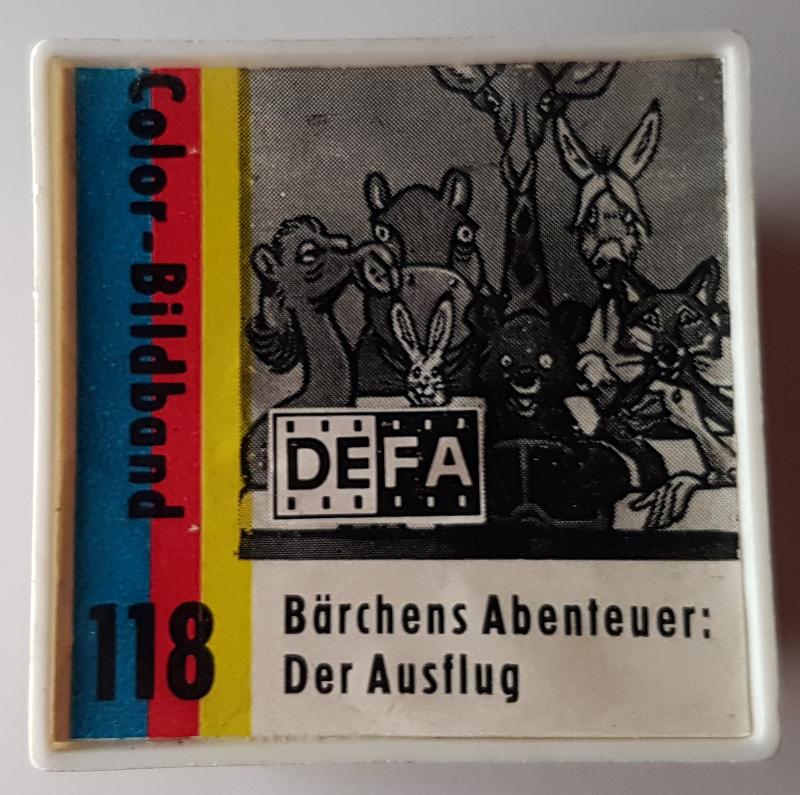 Color-Bildband
DEFA
118
Bärchens Abenteuer:
Der Ausflug